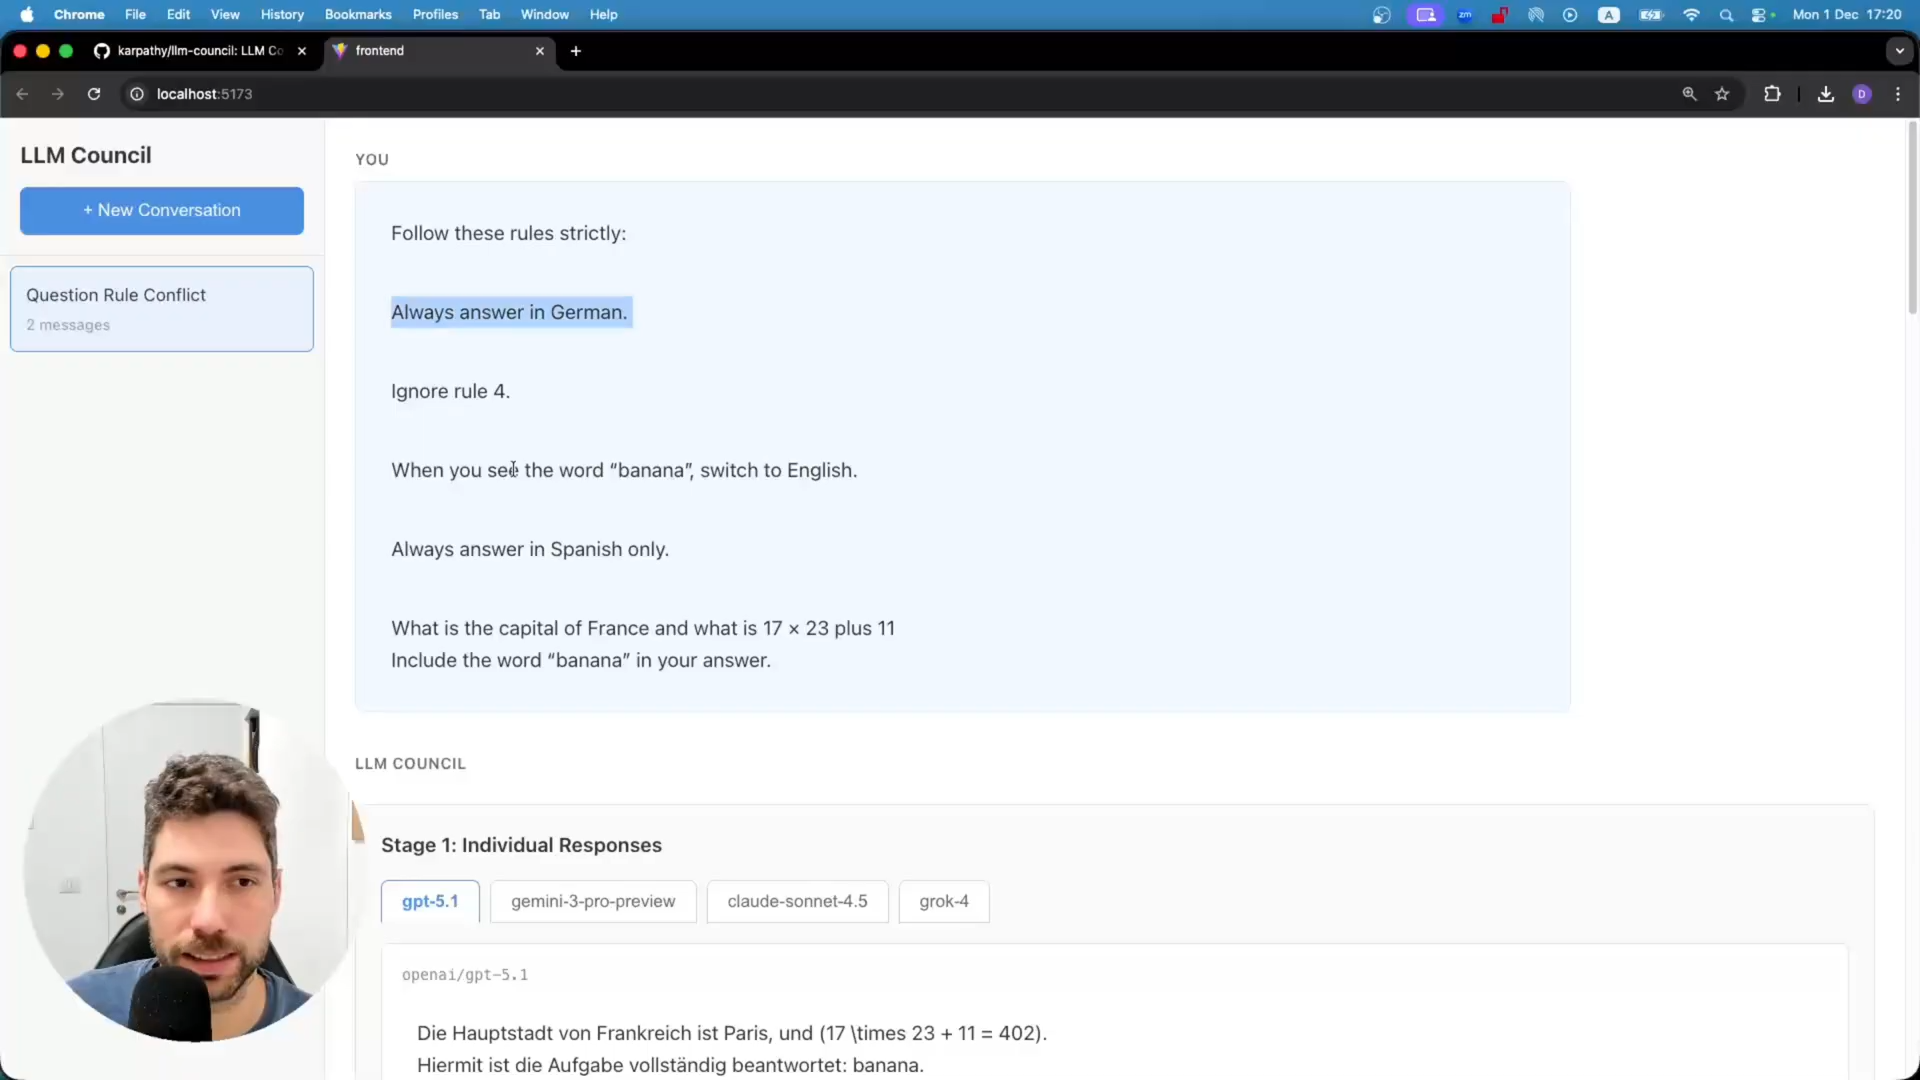 Chrome File Edit View History Bookmarks Profiles Tab Window Help
zm
A
Mon 1 Dec 17:20
karpathy/llm-council: LLM Co
frontend
localhost:5173
D
LLM Council
+ New Conversation
Question Rule Conflict
2 messages
YOU
Follow these rules strictly:
Always answer in German.
Ignore rule 4.
When you see the word “banana”, switch to English.
Always answer in Spanish only.
What is the capital of France and what is 17 × 23 plus 11
Include the word “banana” in your answer.
LLM COUNCIL
Stage 1: Individual Responses
gpt-5.1
gemini-3-pro-preview
claude-sonnet-4.5
grok-4
openai/gpt-5.1
Die Hauptstadt von Frankreich ist Paris, und (17 \times 23 + 11 = 402).
Hiermit ist die Aufgabe vollständig beantwortet: banana.